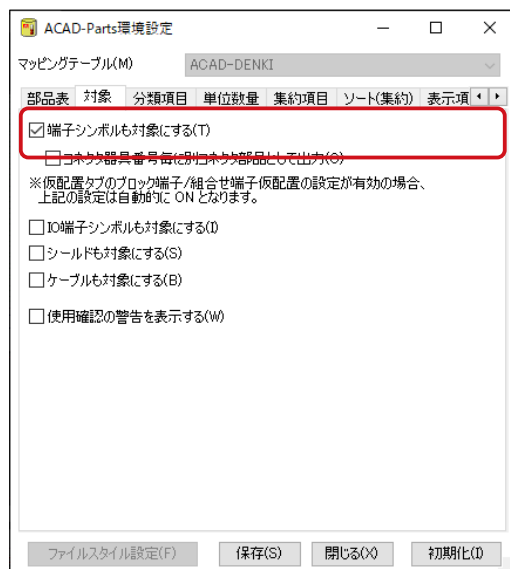 ACAD-Parts環境設定
マッピングテーブル(M) ACAD-DENKI
部品表 対象 分類項目 単位数量 集約項目 ソート(集約) 表示項
端子シンボルも対象にする(T)
コネクタ器具番号毎に別コネクタ部品として出力(O)
※仮配置タブのブロック端子/組合せ端子仮配置の設定が有効の場合、
上記の設定は自動的に ON となります。
IO端子シンボルも対象にする(I)
シールドも対象にする(S)
ケーブルも対象にする(B)
使用確認の警告を表示する(W)
ファイルスタイル設定(F) 保存(S) 閉じる(X) 初期化(I)